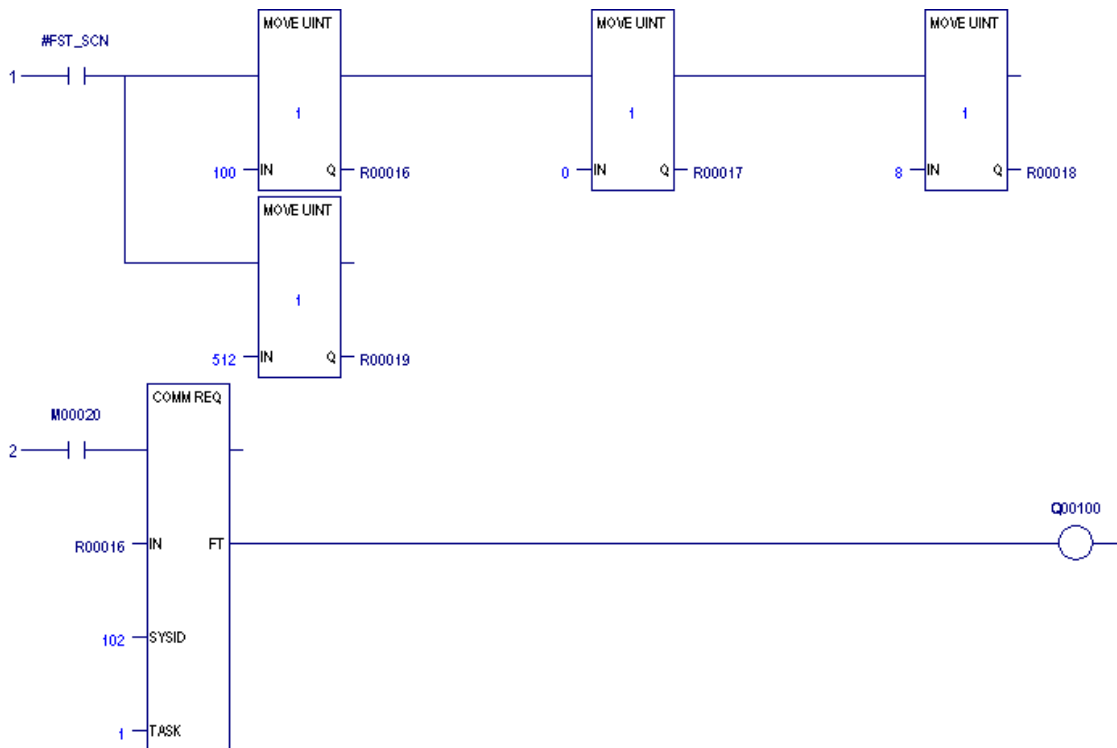 #FST_SCN
MOVE UINT
MOVE UINT
MOVE UINT
1
1
1
1
100 IN Q R00016
0 IN Q R00017
8 IN Q R00018
MOVE UINT
1
512 IN Q R00019
COMM REQ
M00020
2
Q00100
R00016 IN FT
102 SYSID
1 TASK